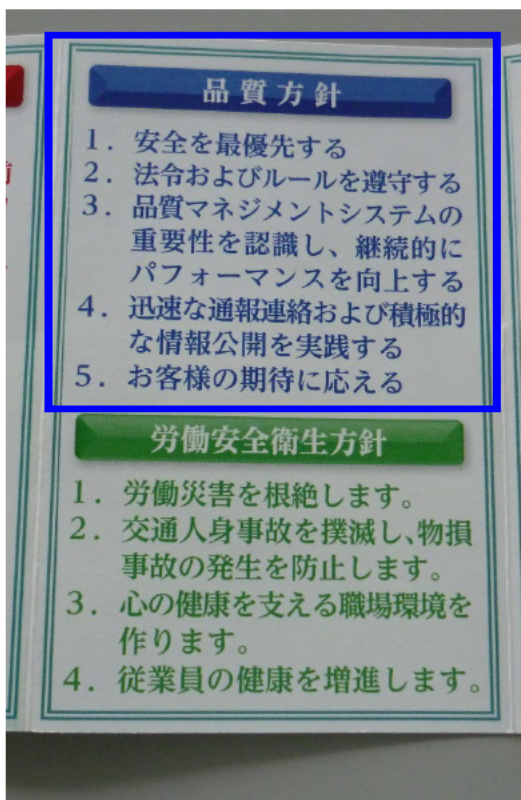 品質方針
1．安全を最優先する
2．法令およびルールを遵守する
3．品質マネジメントシステムの
重要性を認識し、継続的に
パフォーマンスを向上する
4．迅速な通報連絡および積極的
な情報公開を実践する
5．お客様の期待に応える
労働安全衛生方針
1．労働災害を根絶します。
2．交通人身事故を撲滅し、物損
事故の発生を防止します。
3．心の健康を支える職場環境を
作ります。
4．従業員の健康を増進します。